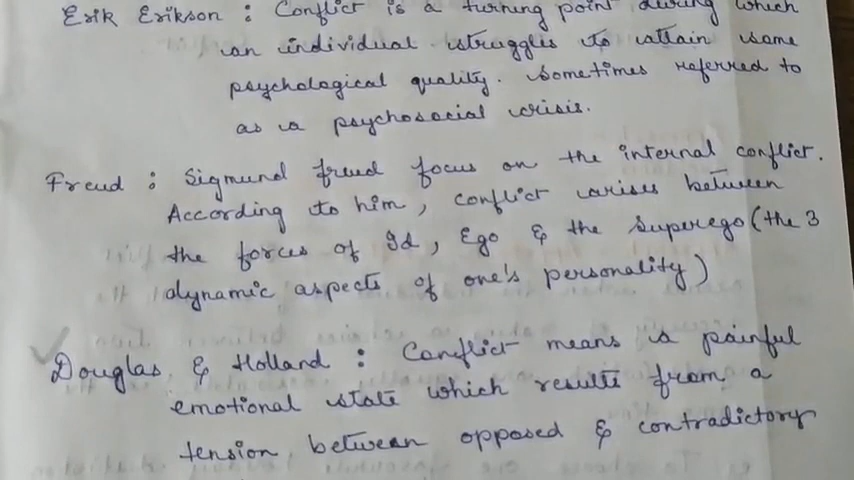 Erik Erikson : Conflict is a turning point during which
an individual struggles to attain some
psychological quality. Sometimes referred to
as a psychosocial crisis.
Freud : Sigmund freud focus on the internal conflict.
According to him, conflict arises between
the forces of Id, Ego & the Superego (the 3
dynamic aspects of one's personality)
Douglas & Holland : Conflict means a painful
emotional state which results from a
tension between opposed & contradictory